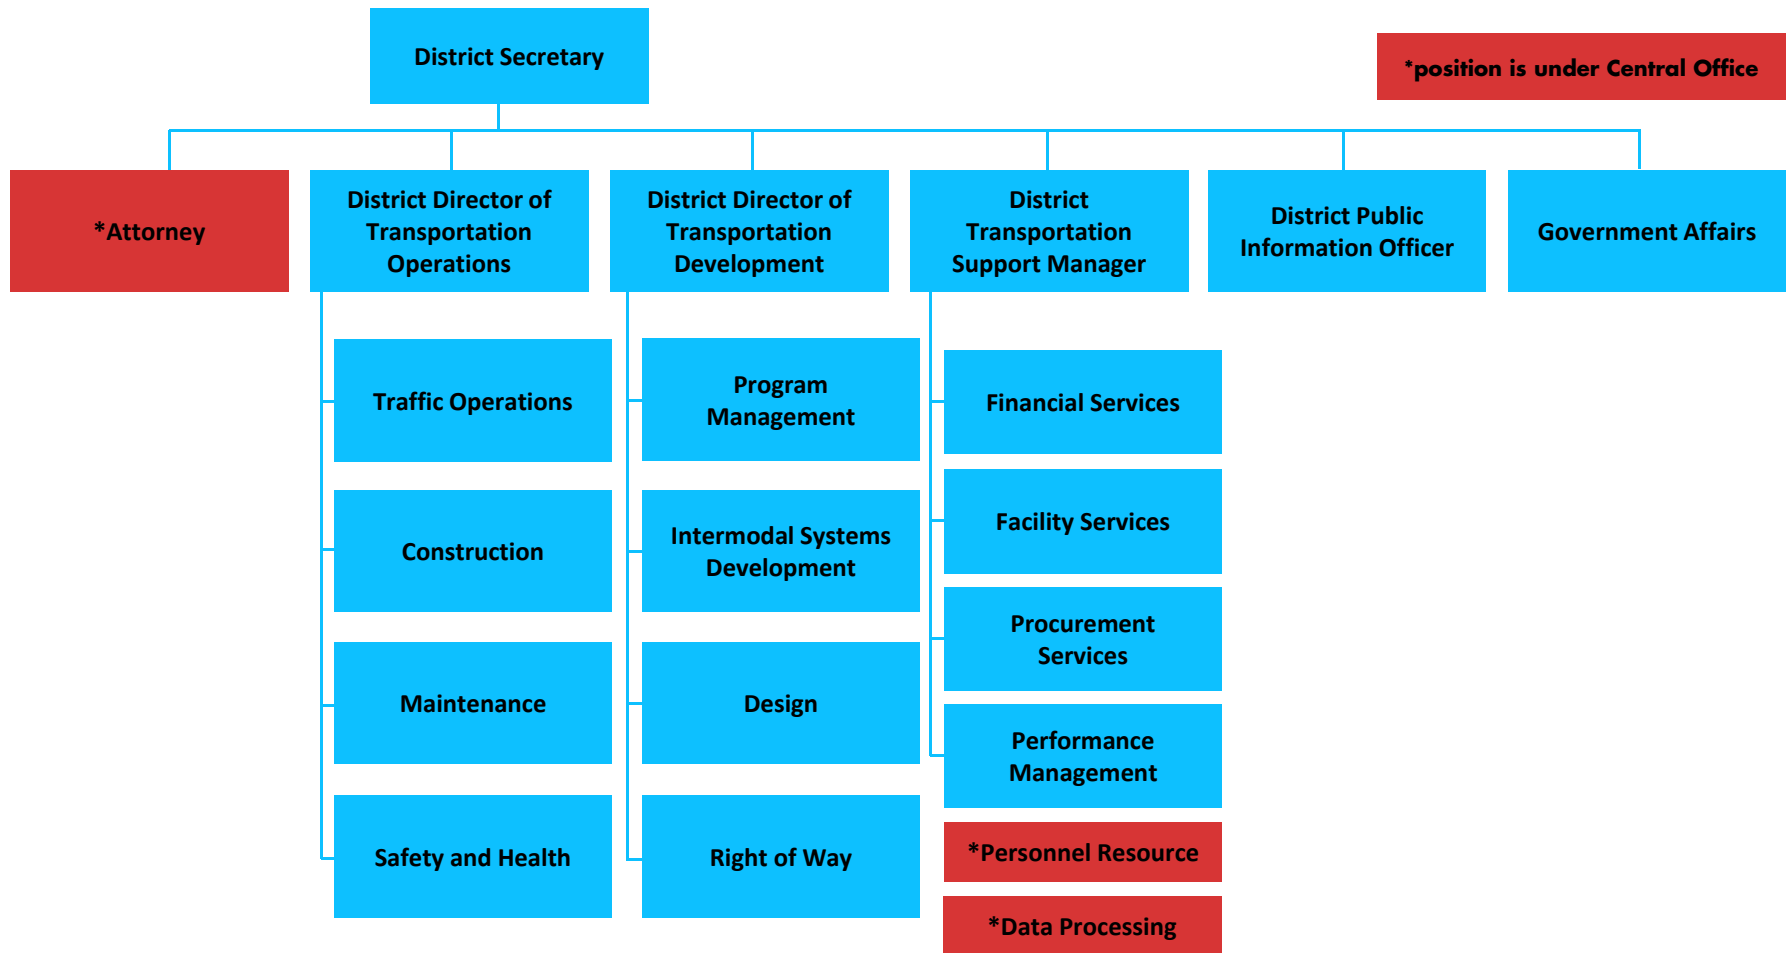 District Secretary
*position is under Central Office
*Attorney
District Director of
Transportation
Operations
District Director of
Transportation
Development
District
Transportation
Support Manager
District Public
Information Officer
Government Affairs
Traffic Operations
Construction
Maintenance
Safety and Health
Program
Management
Intermodal Systems
Development
Design
Right of Way
Financial Services
Facility Services
Procurement
Services
Performance
Management
*Personnel Resource
*Data Processing